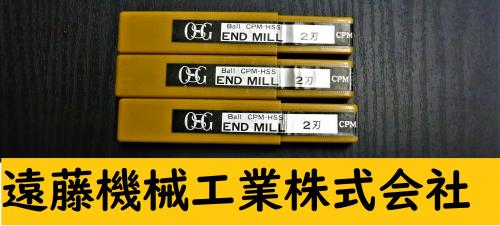 OSG Ball CPM-HSS
END MILL 2刃 CPM
OSG Ball CPM-HSS
END MILL 2刃 CPM
OSG Ball CPM-HSS
END MILL 2刃 CPM
遠藤機械工業株式会社